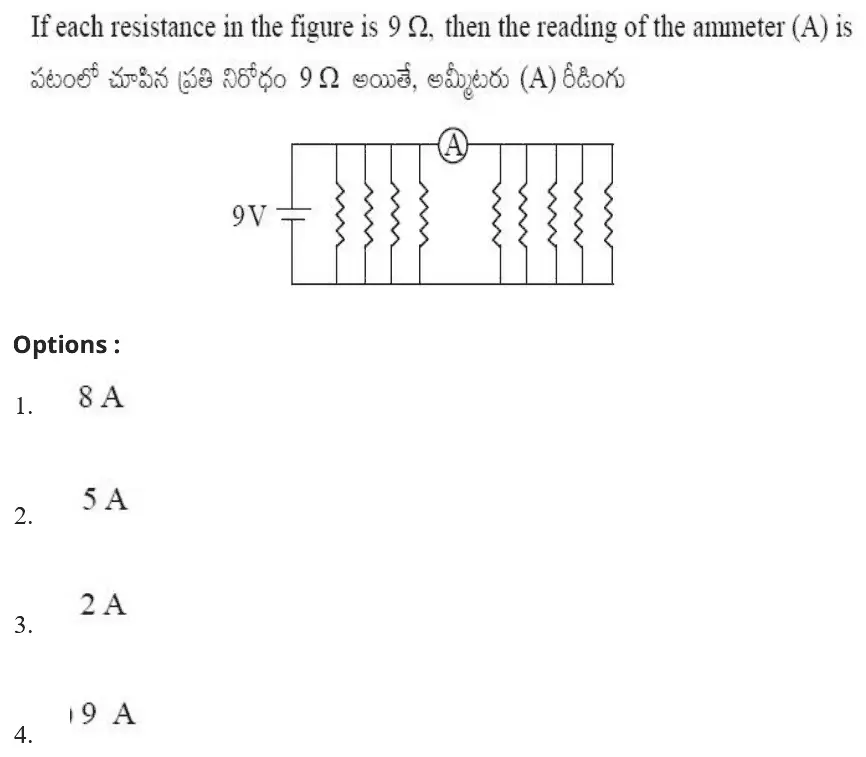 If each resistance in the figure is 9 Ω, then the reading of the ammeter (A) is
పటంలో చూపిన ప్రతి నిరోధం 9 Ω అయితే, అమ్మీటరు (A) రీడింగు
A
9V
Options :
1. 8 A
2. 5 A
3. 2 A
4. 9 A